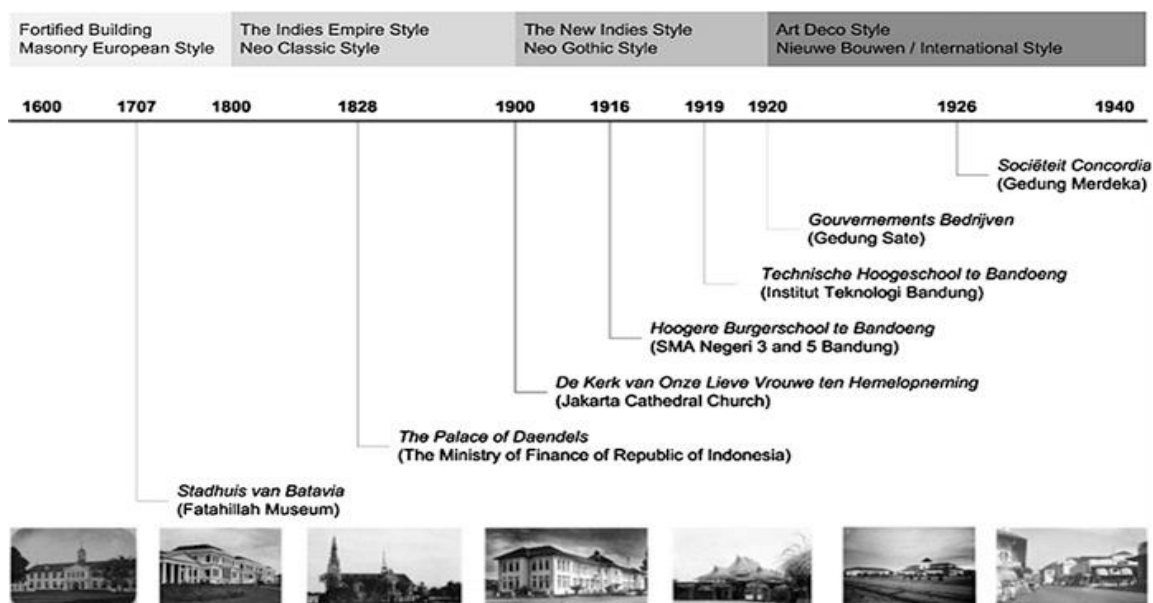 Fortified Building
Masonry European Style
The Indies Empire Style
Neo Classic Style
The New Indies Style
Neo Gothic Style
Art Deco Style
Nieuwe Bouwen / International Style
1600 1707 1800 1828 1900 1916 1919 1920 1926 1940
Sociëteit Concordia
(Gedung Merdeka)
Gouvernements Bedrijven
(Gedung Sate)
Technische Hoogeschool te Bandoeng
(Institut Teknologi Bandung)
Hoogere Burgerschool te Bandoeng
(SMA Negeri 3 and 5 Bandung)
De Kerk van Onze Lieve Vrouwe ten Hemelopneming
(Jakarta Cathedral Church)
The Palace of Daendels
(The Ministry of Finance of Republic of Indonesia)
Stadhuis van Batavia
(Fatahillah Museum)